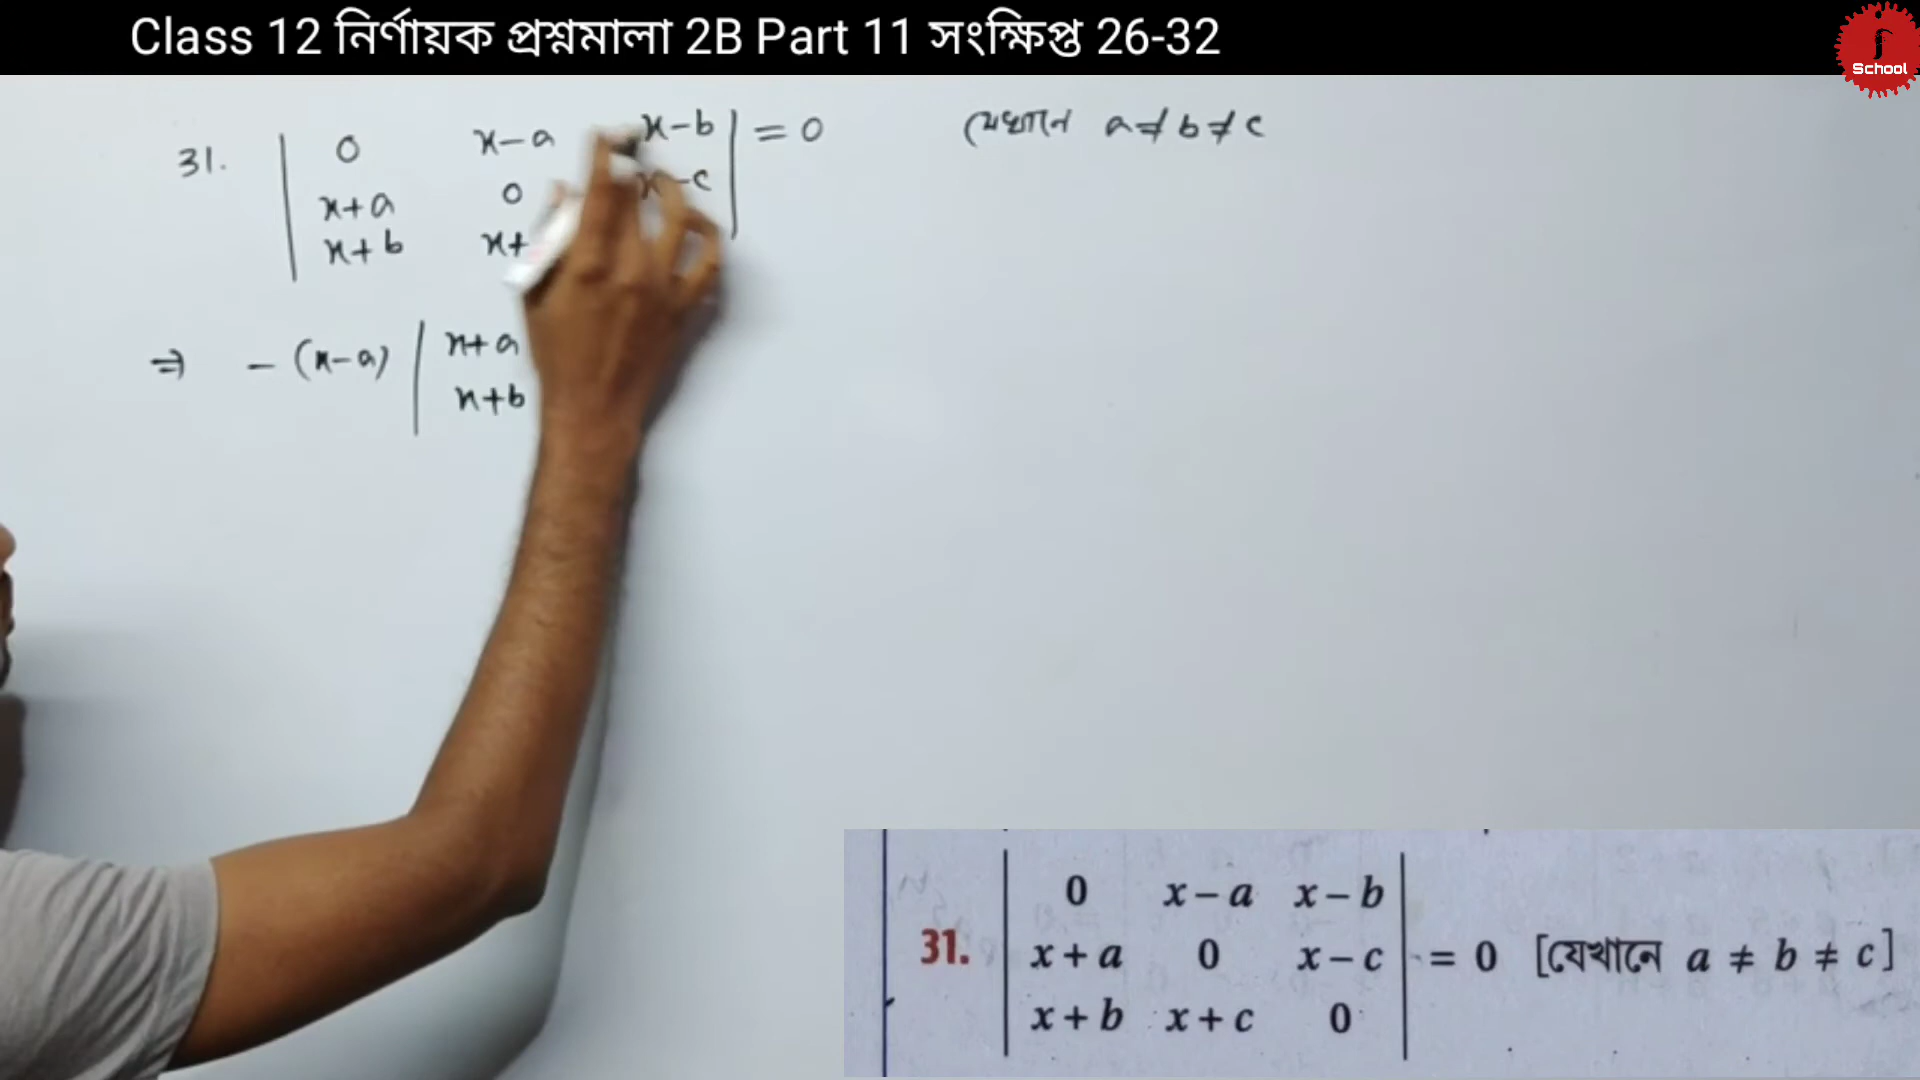 Class 12 নির্ণায়ক প্রশ্নমালা 2B Part 11 সংক্ষিপ্ত 26-32
School
31. | 0 x-a x-b | = 0 যেখানে a≠b≠c
x+a 0 x-c
x+b x+
⇒ -(x-a) | x+a
x+b
0 x-a x-b
31. x+a 0 x-c = 0 [যেখানে a ≠ b ≠ c]
x+b x+c 0